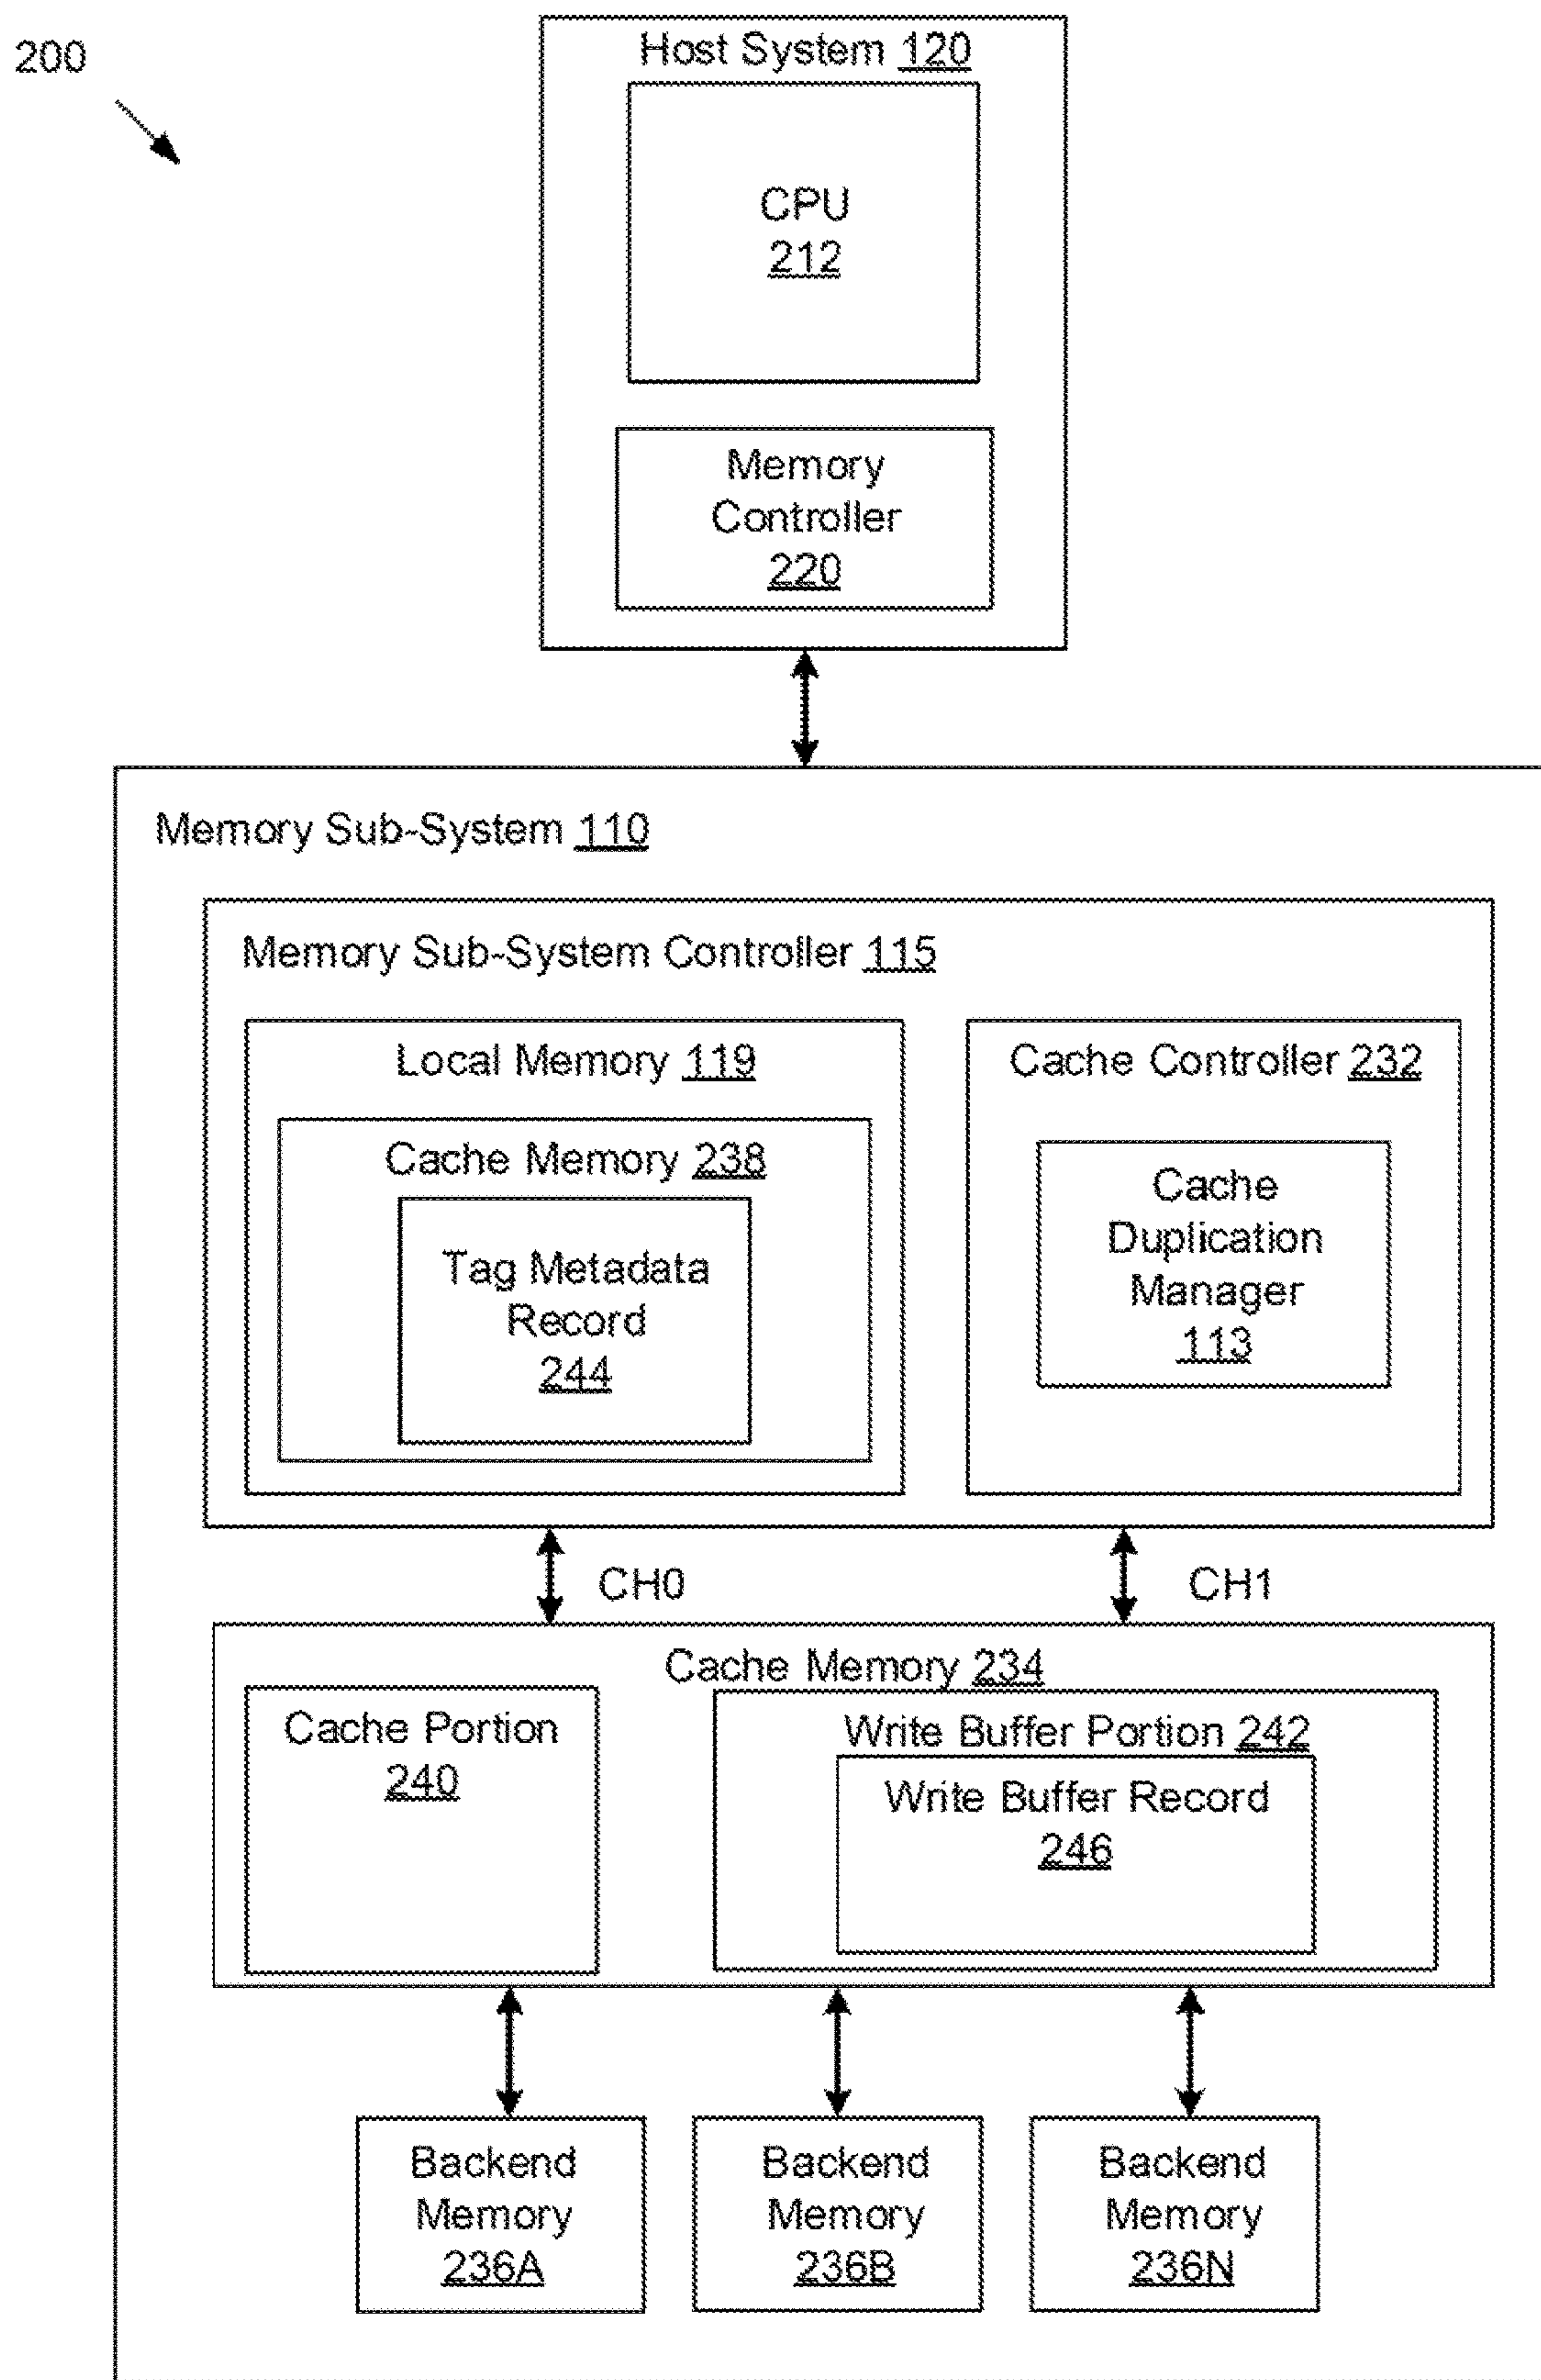 200
Host System 120
CPU
212
Memory
Controller
220
Memory Sub-System 110
Memory Sub-System Controller 115
Local Memory 119
Cache Memory 238
Tag Metadata
Record
244
Cache Controller 232
Cache
Duplication
Manager
113
CH0
CH1
Cache Memory 234
Cache Portion
240
Write Buffer Portion 242
Write Buffer Record
246
Backend
Memory
236A
Backend
Memory
236B
Backend
Memory
236N